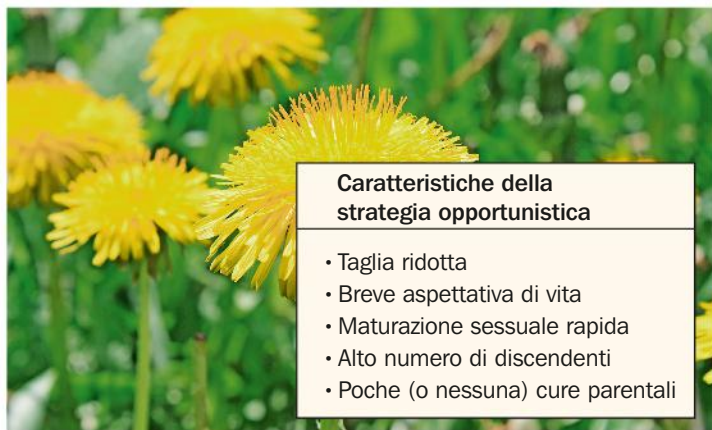 Caratteristiche della
strategia opportunistica
• Taglia ridotta
• Breve aspettativa di vita
• Maturazione sessuale rapida
• Alto numero di discendenti
• Poche (o nessuna) cure parentali